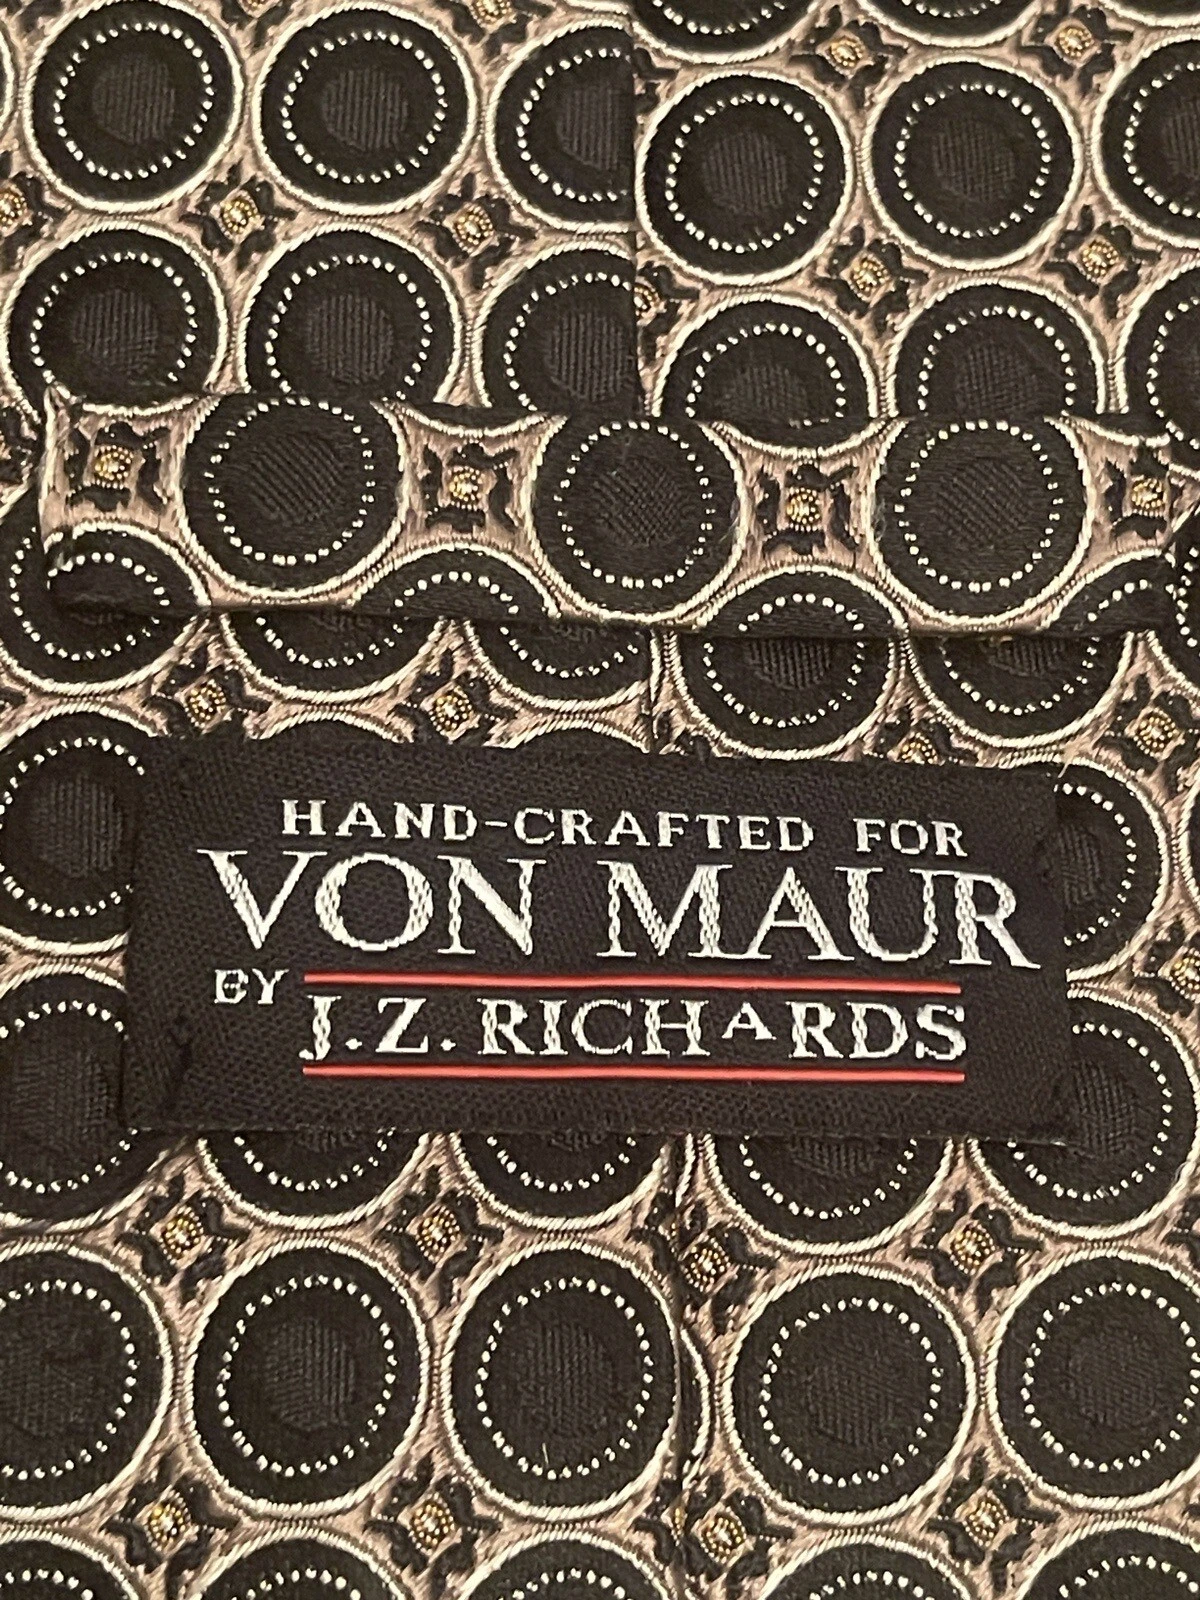 HAND-CRAFTED FOR
VON MAUR
BY J.Z. RICHARDS